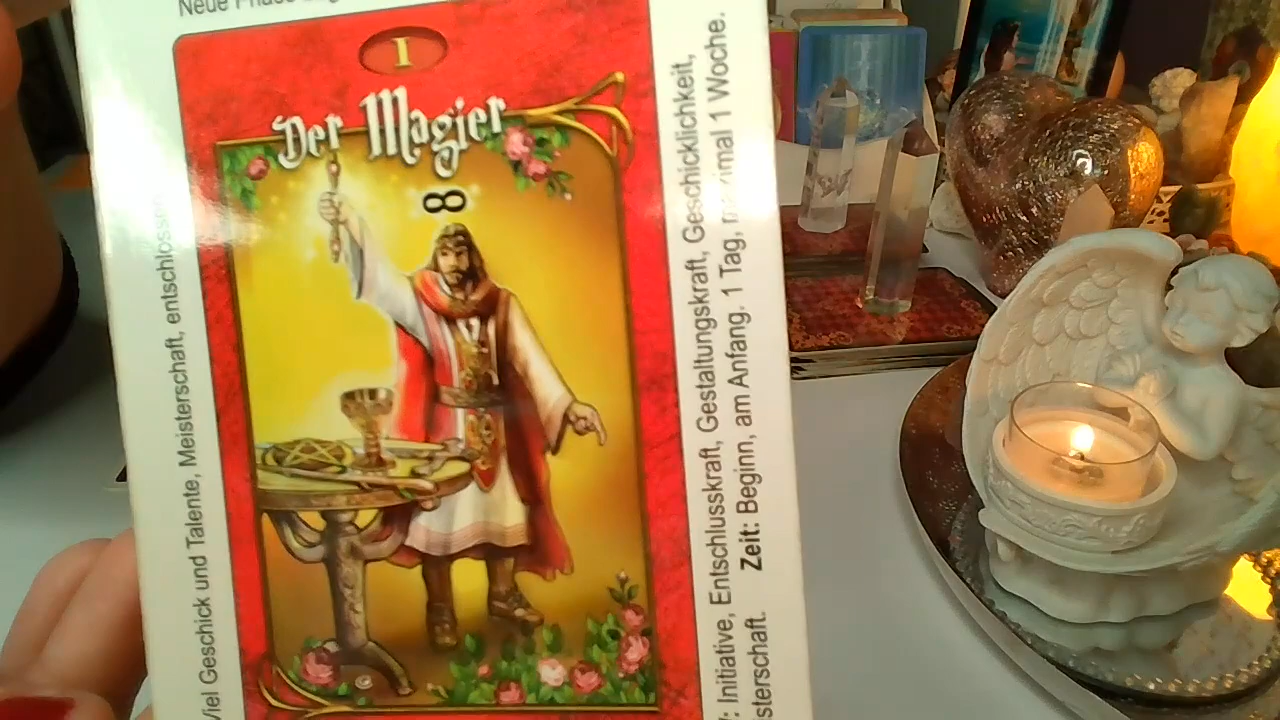 Neue Phase
I
Der Magier
8
Viel Geschick und Talente, Meisterschaft, entschlossen
Initiative, Entschlusskraft, Gestaltungskraft, Geschicklichkeit,
Meisterschaft. Zeit: Beginn, am Anfang. 1 Tag, maximal 1 Woche.